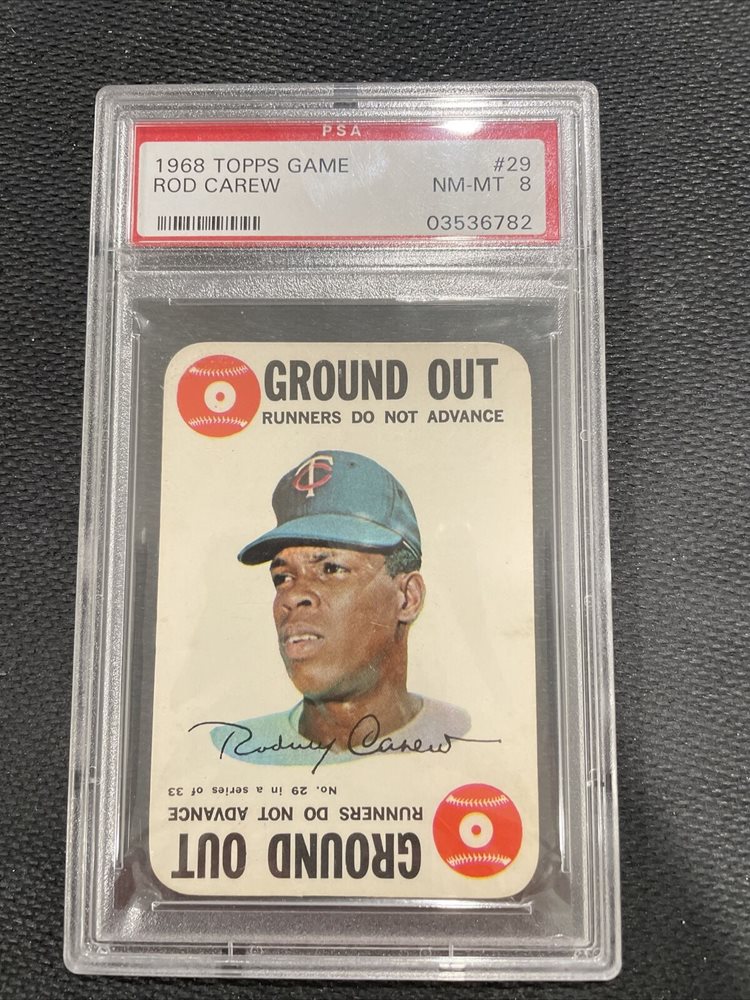 PSA
1968 TOPPS GAME #29
ROD CAREW NM-MT 8
03536782
GROUND OUT
RUNNERS DO NOT ADVANCE
TC
Rodney Carew
No. 29 in a series of 33
RUNNERS DO NOT ADVANCE
GROUND OUT